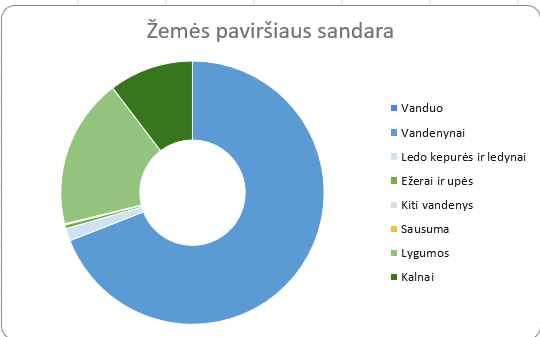 Žemės paviršiaus sandara
Vanduo
Vandenynai
Ledo kepurės ir ledynai
Ežerai ir upės
Kiti vandenys
Sausuma
Lygumos
Kalnai